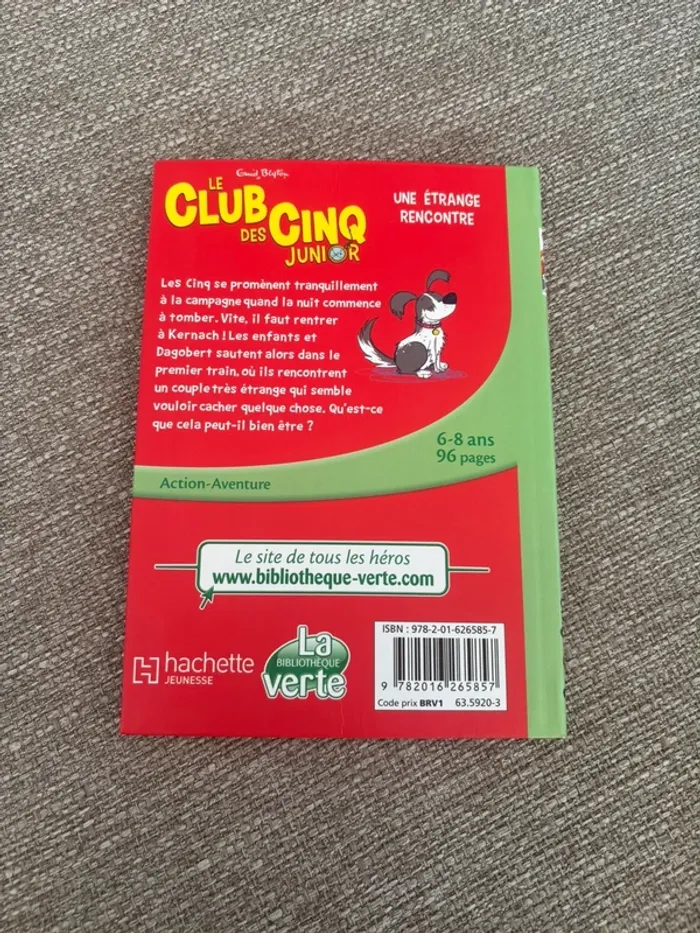 Enid Blyton
LE
CLUB
DES CINQ
JUNIOR
UNE ÉTRANGE
RENCONTRE
Les Cinq se promènent tranquillement
à la campagne quand la nuit commence
à tomber. Vite, il faut rentrer
à Kernach ! Les enfants et
Dagobert sautent alors dans le
premier train, où ils rencontrent
un couple très étrange qui semble
vouloir cacher quelque chose. Qu'est-ce
que cela peut-il bien être ?
6-8 ans
96 pages
Action-Aventure
Le site de tous les héros
www.bibliotheque-verte.com
hachette
JEUNESSE
La
BIBLIOTHÈQUE
verte
ISBN : 978-2-01-626585-7
9 782016 265857
Code prix BRV1 63.5920-3